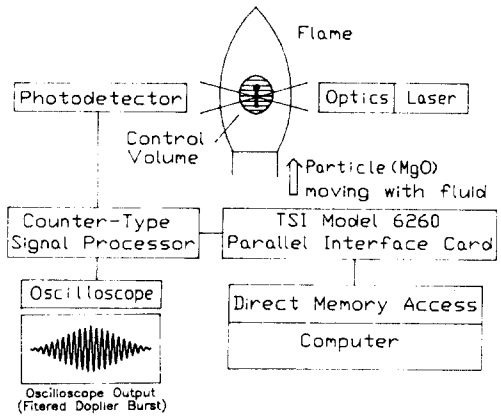 Flame
Photodetector
Optics Laser
Control
Volume
Particle (MgO)
moving with fluid
Counter-Type
Signal Processor
TSI Model 6260
Parallel Interface Card
Oscilloscope
Direct Memory Access
Computer
Oscilloscope Output
(Fitered Doplier Burst)